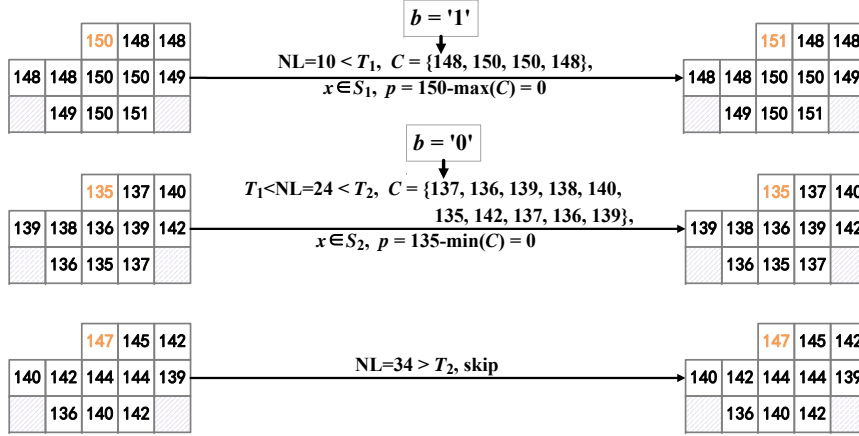 b = '1'
150 148 148
148 148 150 150 149
149 150 151
NL=10 < T₁, C = {148, 150, 150, 148},
x∈S₁, p = 150-max(C) = 0
151 148 148
148 148 150 150 149
149 150 151
b = '0'
135 137 140
139 138 136 139 142
136 135 137
T₁<NL=24 < T₂, C = {137, 136, 139, 138, 140,
135, 142, 137, 136, 139},
x∈S₂, p = 135-min(C) = 0
135 137 140
139 138 136 139 142
136 135 137
147 145 142
140 142 144 144 139
136 140 142
NL=34 > T₂, skip
147 145 142
140 142 144 144 139
136 140 142